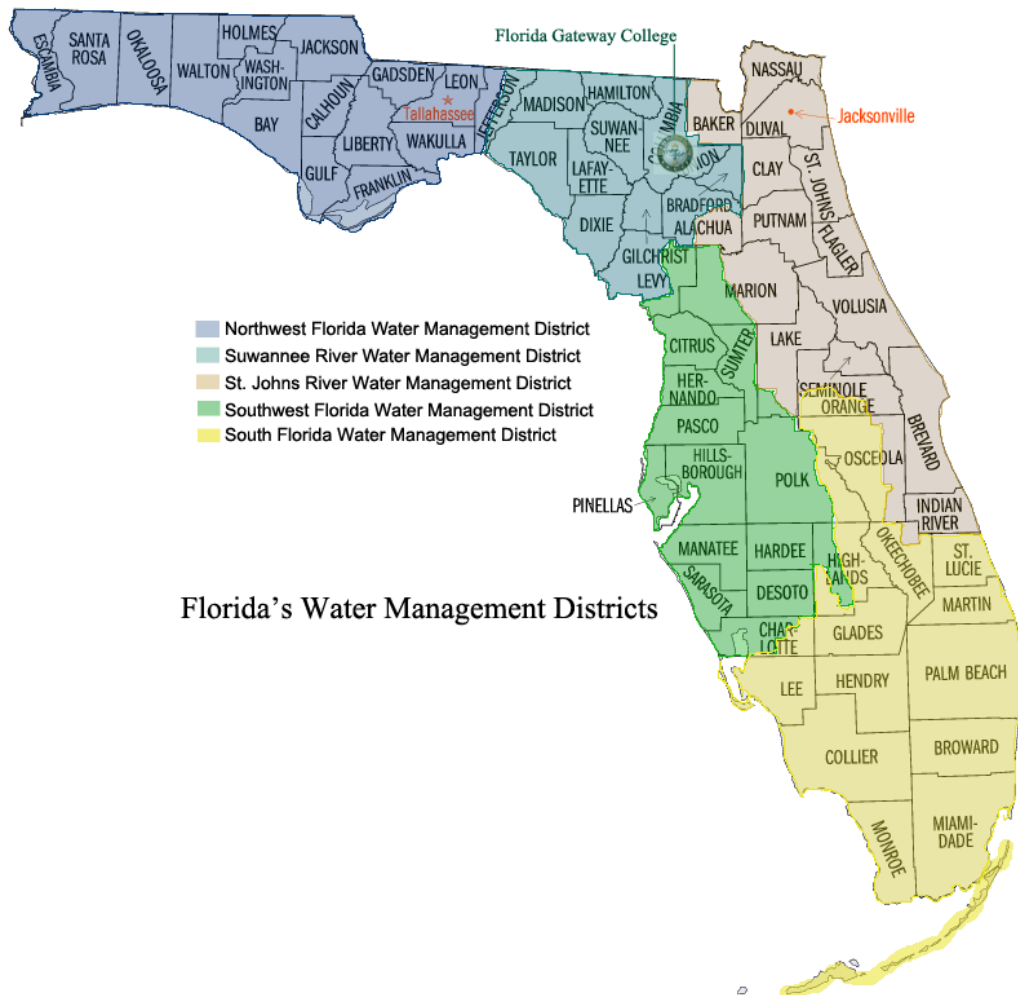 Florida Gateway College
ESCAMBIA
SANTA
ROSA
OKALOOSA
WALTON
HOLMES
WASH-
INGTON
JACKSON
BAY
CALHOUN
GULF
LIBERTY
GADSDEN
FRANKLIN
LEON
Tallahassee
WAKULLA
JEFFERSON
MADISON
TAYLOR
HAMILTON
SUWAN-
NEE
LAFAY-
ETTE
DIXIE
MBIA
ION
BRADFORD
ALACHUA
GILCHRIST
LEVY
BAKER
NASSAU
DUVAL
Jacksonville
CLAY
ST. JOHNS
PUTNAM
FLAGLER
MARION
VOLUSIA
LAKE
CITRUS
SUMTER
HER-
NANDO
SEMINOLE
ORANGE
BREVARD
PASCO
HILLS-
BOROUGH
PINELLAS
POLK
OSCEOLA
INDIAN
RIVER
MANATEE
HARDEE
HIGH-
LANDS
OKEECHOBEE
ST.
LUCIE
SARASOTA
DESOTO
MARTIN
CHAR-
LOTTE
GLADES
LEE
HENDRY
PALM BEACH
COLLIER
BROWARD
MONROE
MIAMI-
DADE
Northwest Florida Water Management District
Suwannee River Water Management District
St. Johns River Water Management District
Southwest Florida Water Management District
South Florida Water Management District
Florida's Water Management Districts